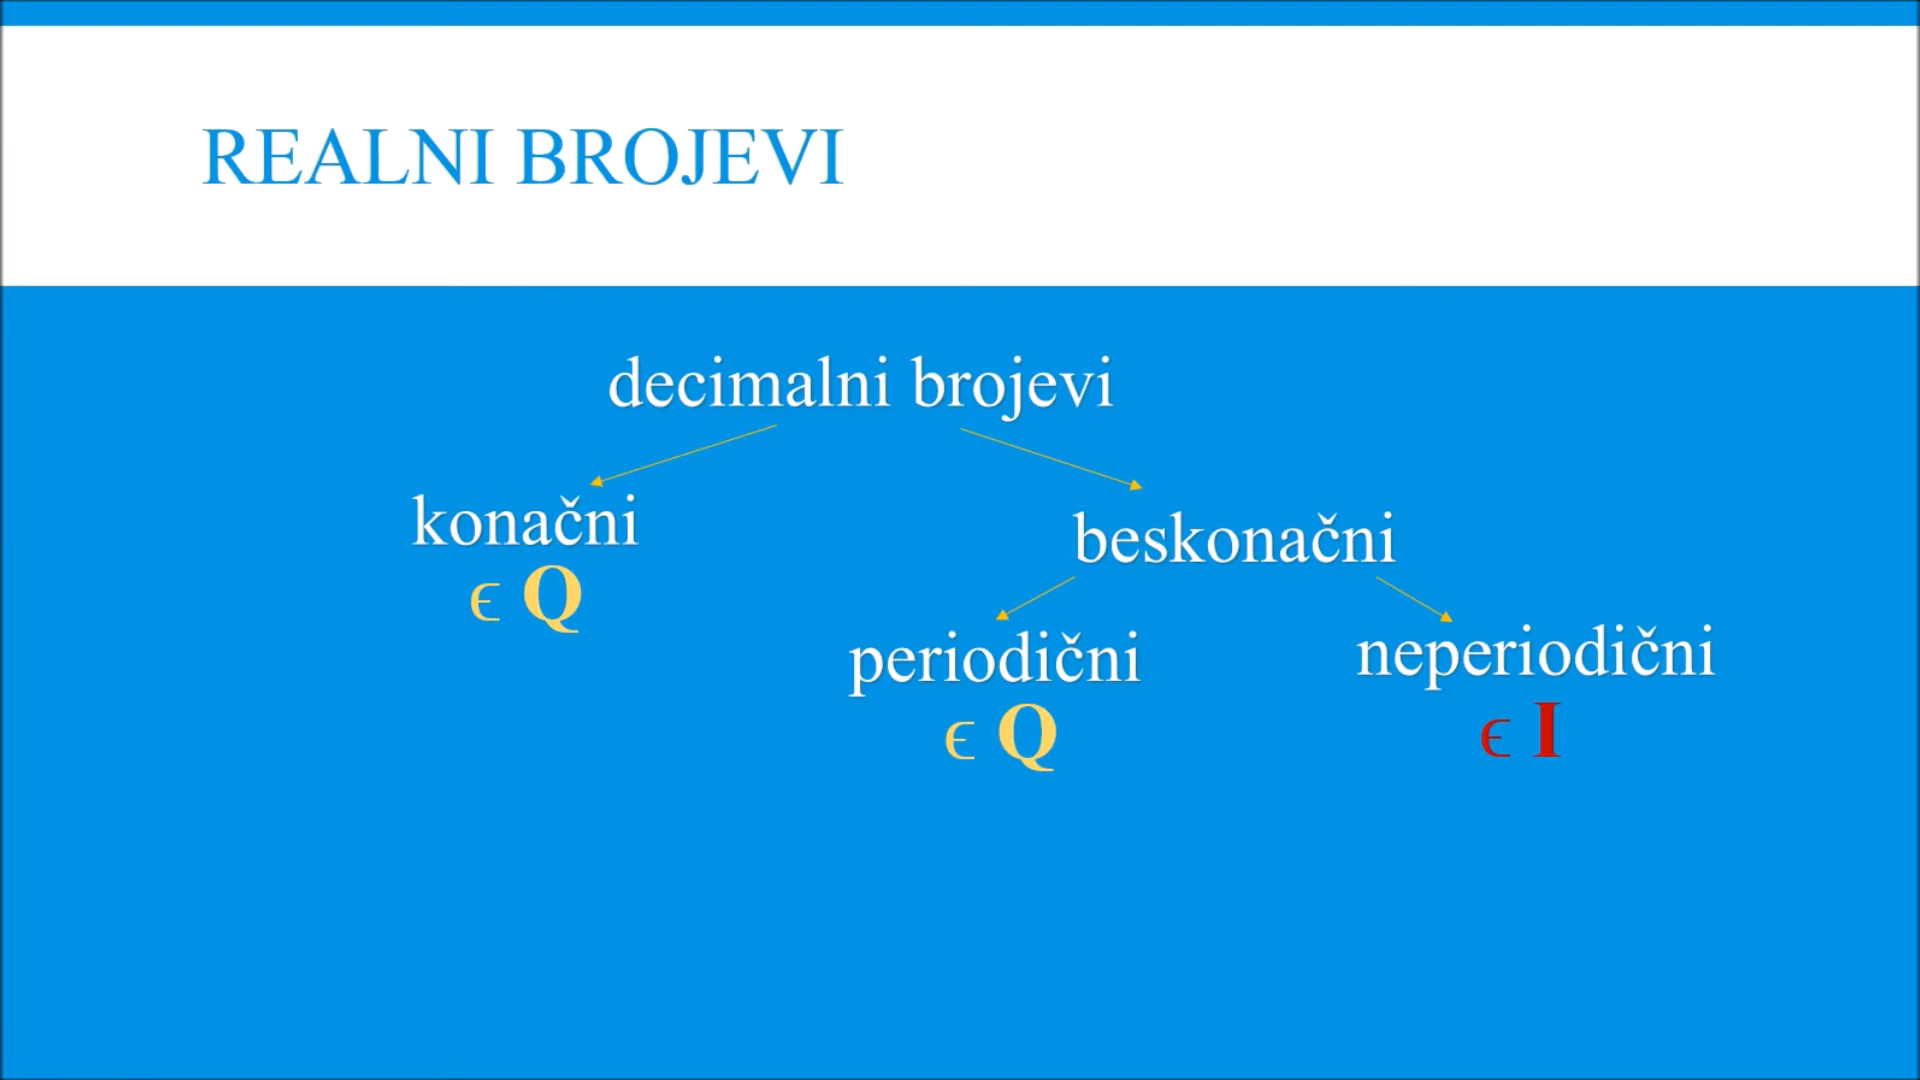 REALNI BROJEVI
decimalni brojevi
konačni
ϵ Q
beskonačni
periodični
ϵ Q
neperiodični
ϵ I